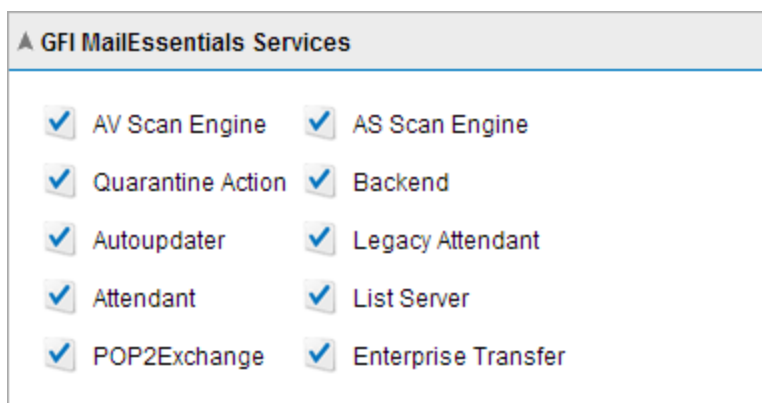 GFI MailEssentials Services
AV Scan Engine AS Scan Engine
Quarantine Action Backend
Autoupdater Legacy Attendant
Attendant List Server
POP2Exchange Enterprise Transfer